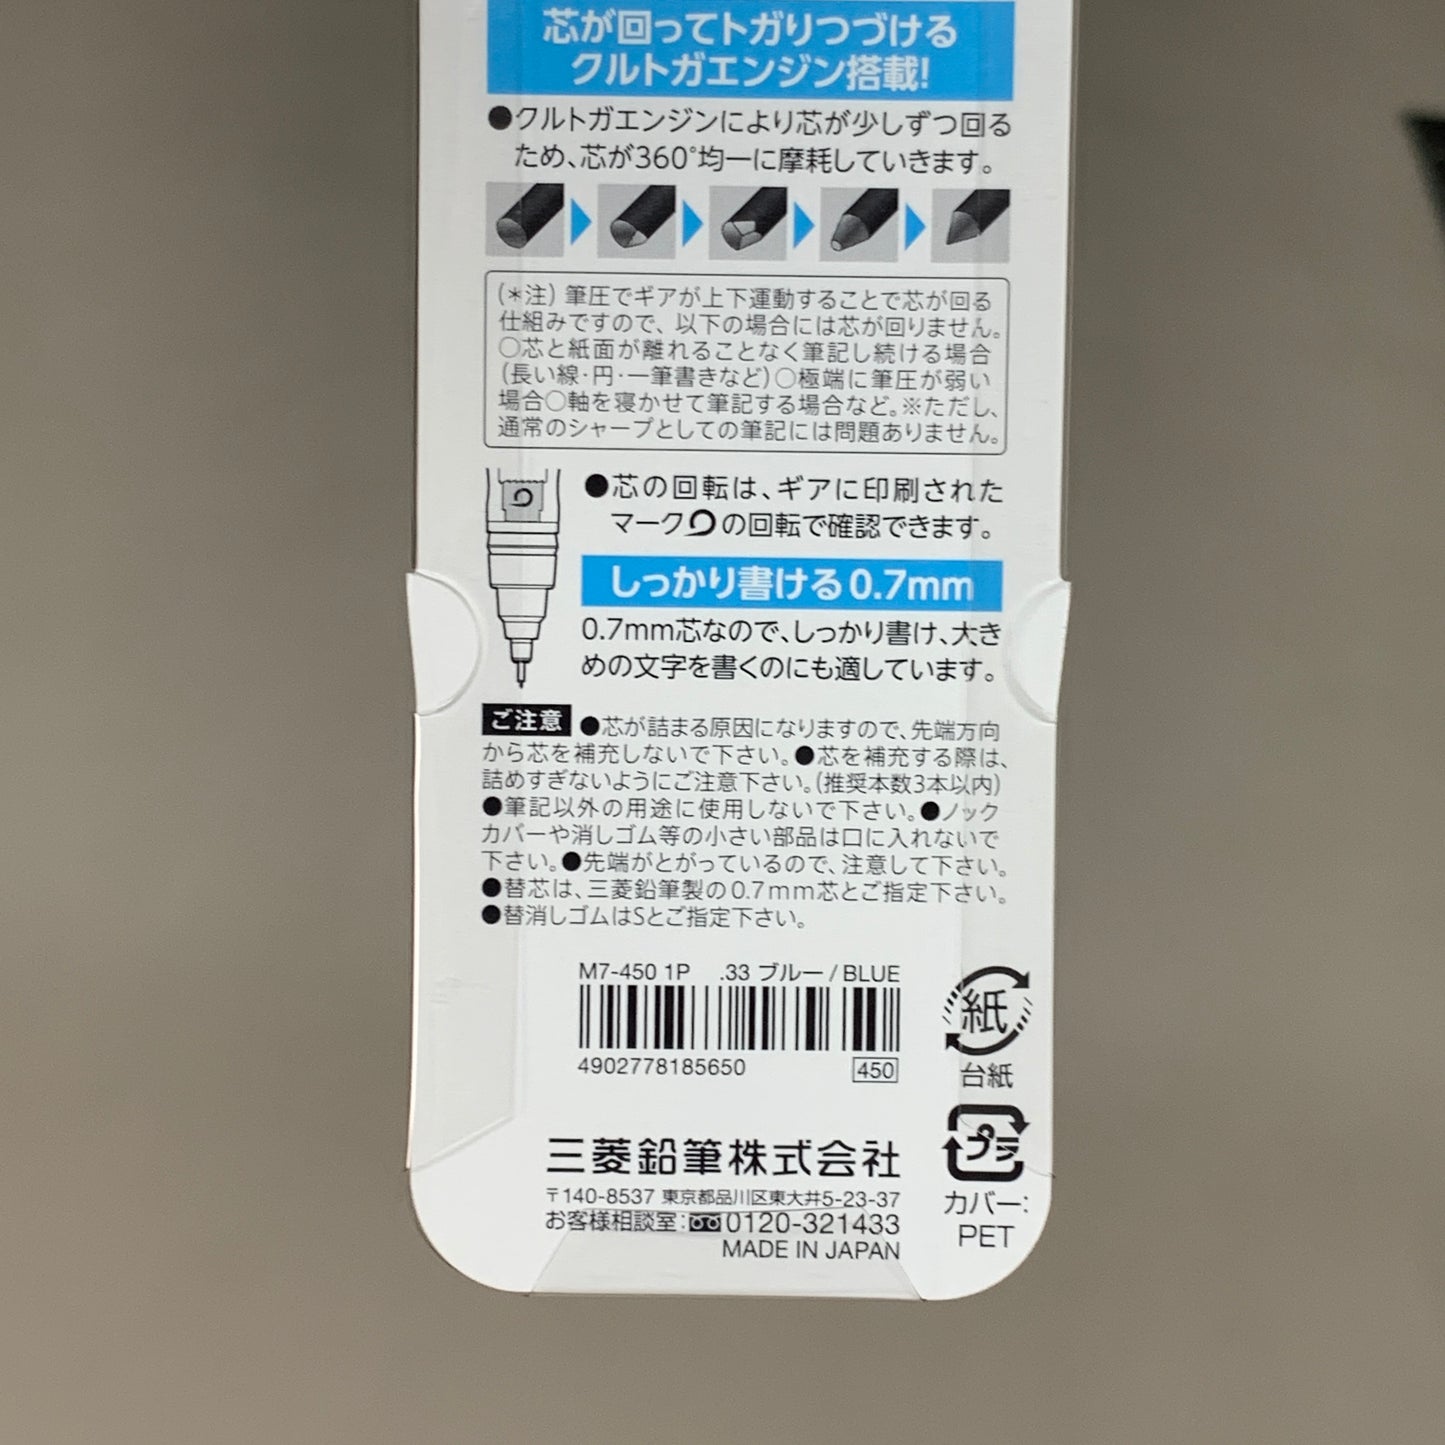 芯が回ってトガりつづける
クルトガエンジン搭載!
●クルトガエンジンにより芯が少しずつ回る
ため、芯が360°均一に摩耗していきます。
(*注) 筆圧でギアが上下運動することで芯が回る
仕組みですので、以下の場合には芯が回りません。
○芯と紙面が離れることなく筆記し続ける場合
(長い線・円・一筆書きなど)○極端に筆圧が弱い
場合○軸を寝かせて筆記する場合など。※ただし、
通常のシャープとしての筆記には問題ありません。
●芯の回転は、ギアに印刷された
マークの回転で確認できます。
しっかり書ける0.7mm
0.7mm芯なので、しっかり書け、大き
めの文字を書くのにも適しています。
ご注意 ●芯が詰まる原因になりますので、先端方向
から芯を補充しないで下さい。●芯を補充する際は、
詰めすぎないようにご注意下さい。(推奨本数3本以内)
●筆記以外の用途に使用しないで下さい。●ノック
カバーや消しゴム等の小さい部品は口に入れないで
下さい。●先端がとがっているので、注意して下さい。
●替芯は、三菱鉛筆製の0.7mm芯とご指定下さい。
●替消しゴムはSとご指定下さい。
M7-450 1P .33 ブルー/BLUE
4902778185650 450
紙
台紙
プラ
カバー:
PET
三菱鉛筆株式会社
〒140-8537 東京都品川区東大井5-23-37
お客様相談室:0120-321433
MADE IN JAPAN